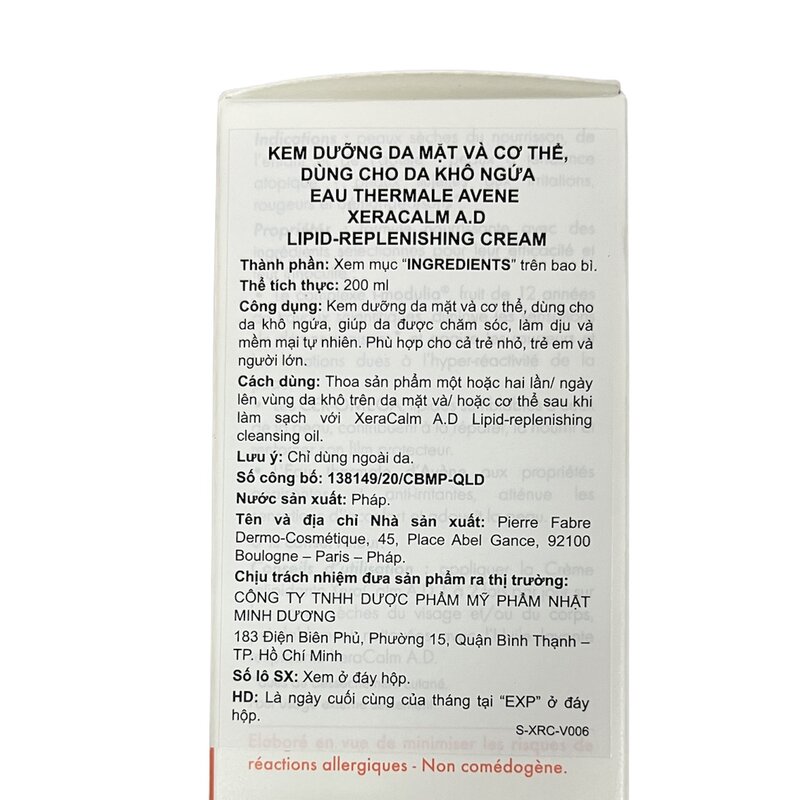 KEM DƯỠNG DA MẶT VÀ CƠ THỂ,
DÙNG CHO DA KHÔ NGỨA
EAU THERMALE AVENE
XERACALM A.D
LIPID-REPLENISHING CREAM
Thành phần: Xem mục "INGREDIENTS" trên bao bì.
Thể tích thực: 200 ml
Công dụng: Kem dưỡng da mặt và cơ thể, dùng cho
da khô ngứa, giúp da được chăm sóc, làm dịu và
mềm mại tự nhiên. Phù hợp cho cả trẻ nhỏ, trẻ em và
người lớn.
Cách dùng: Thoa sản phẩm một hoặc hai lần/ ngày
lên vùng da khô trên da mặt và/ hoặc cơ thể sau khi
làm sạch với XeraCalm A.D Lipid-replenishing
cleansing oil.
Lưu ý: Chỉ dùng ngoài da.
Số công bố: 138149/20/CBMP-QLD
Nước sản xuất: Pháp.
Tên và địa chỉ Nhà sản xuất: Pierre Fabre
Dermo-Cosmétique, 45, Place Abel Gance, 92100
Boulogne – Paris – Pháp.
Chịu trách nhiệm đưa sản phẩm ra thị trường:
CÔNG TY TNHH DƯỢC PHẨM MỸ PHẨM NHẬT
MINH DƯƠNG
183 Điện Biên Phủ, Phường 15, Quận Bình Thạnh –
TP. Hồ Chí Minh
Số lô SX: Xem ở đáy hộp.
HD: Là ngày cuối cùng của tháng tại "EXP" ở đáy
hộp.
S-XRC-V006
Elaboré en vue de minimiser les risques de
réactions allergiques - Non comédogène.